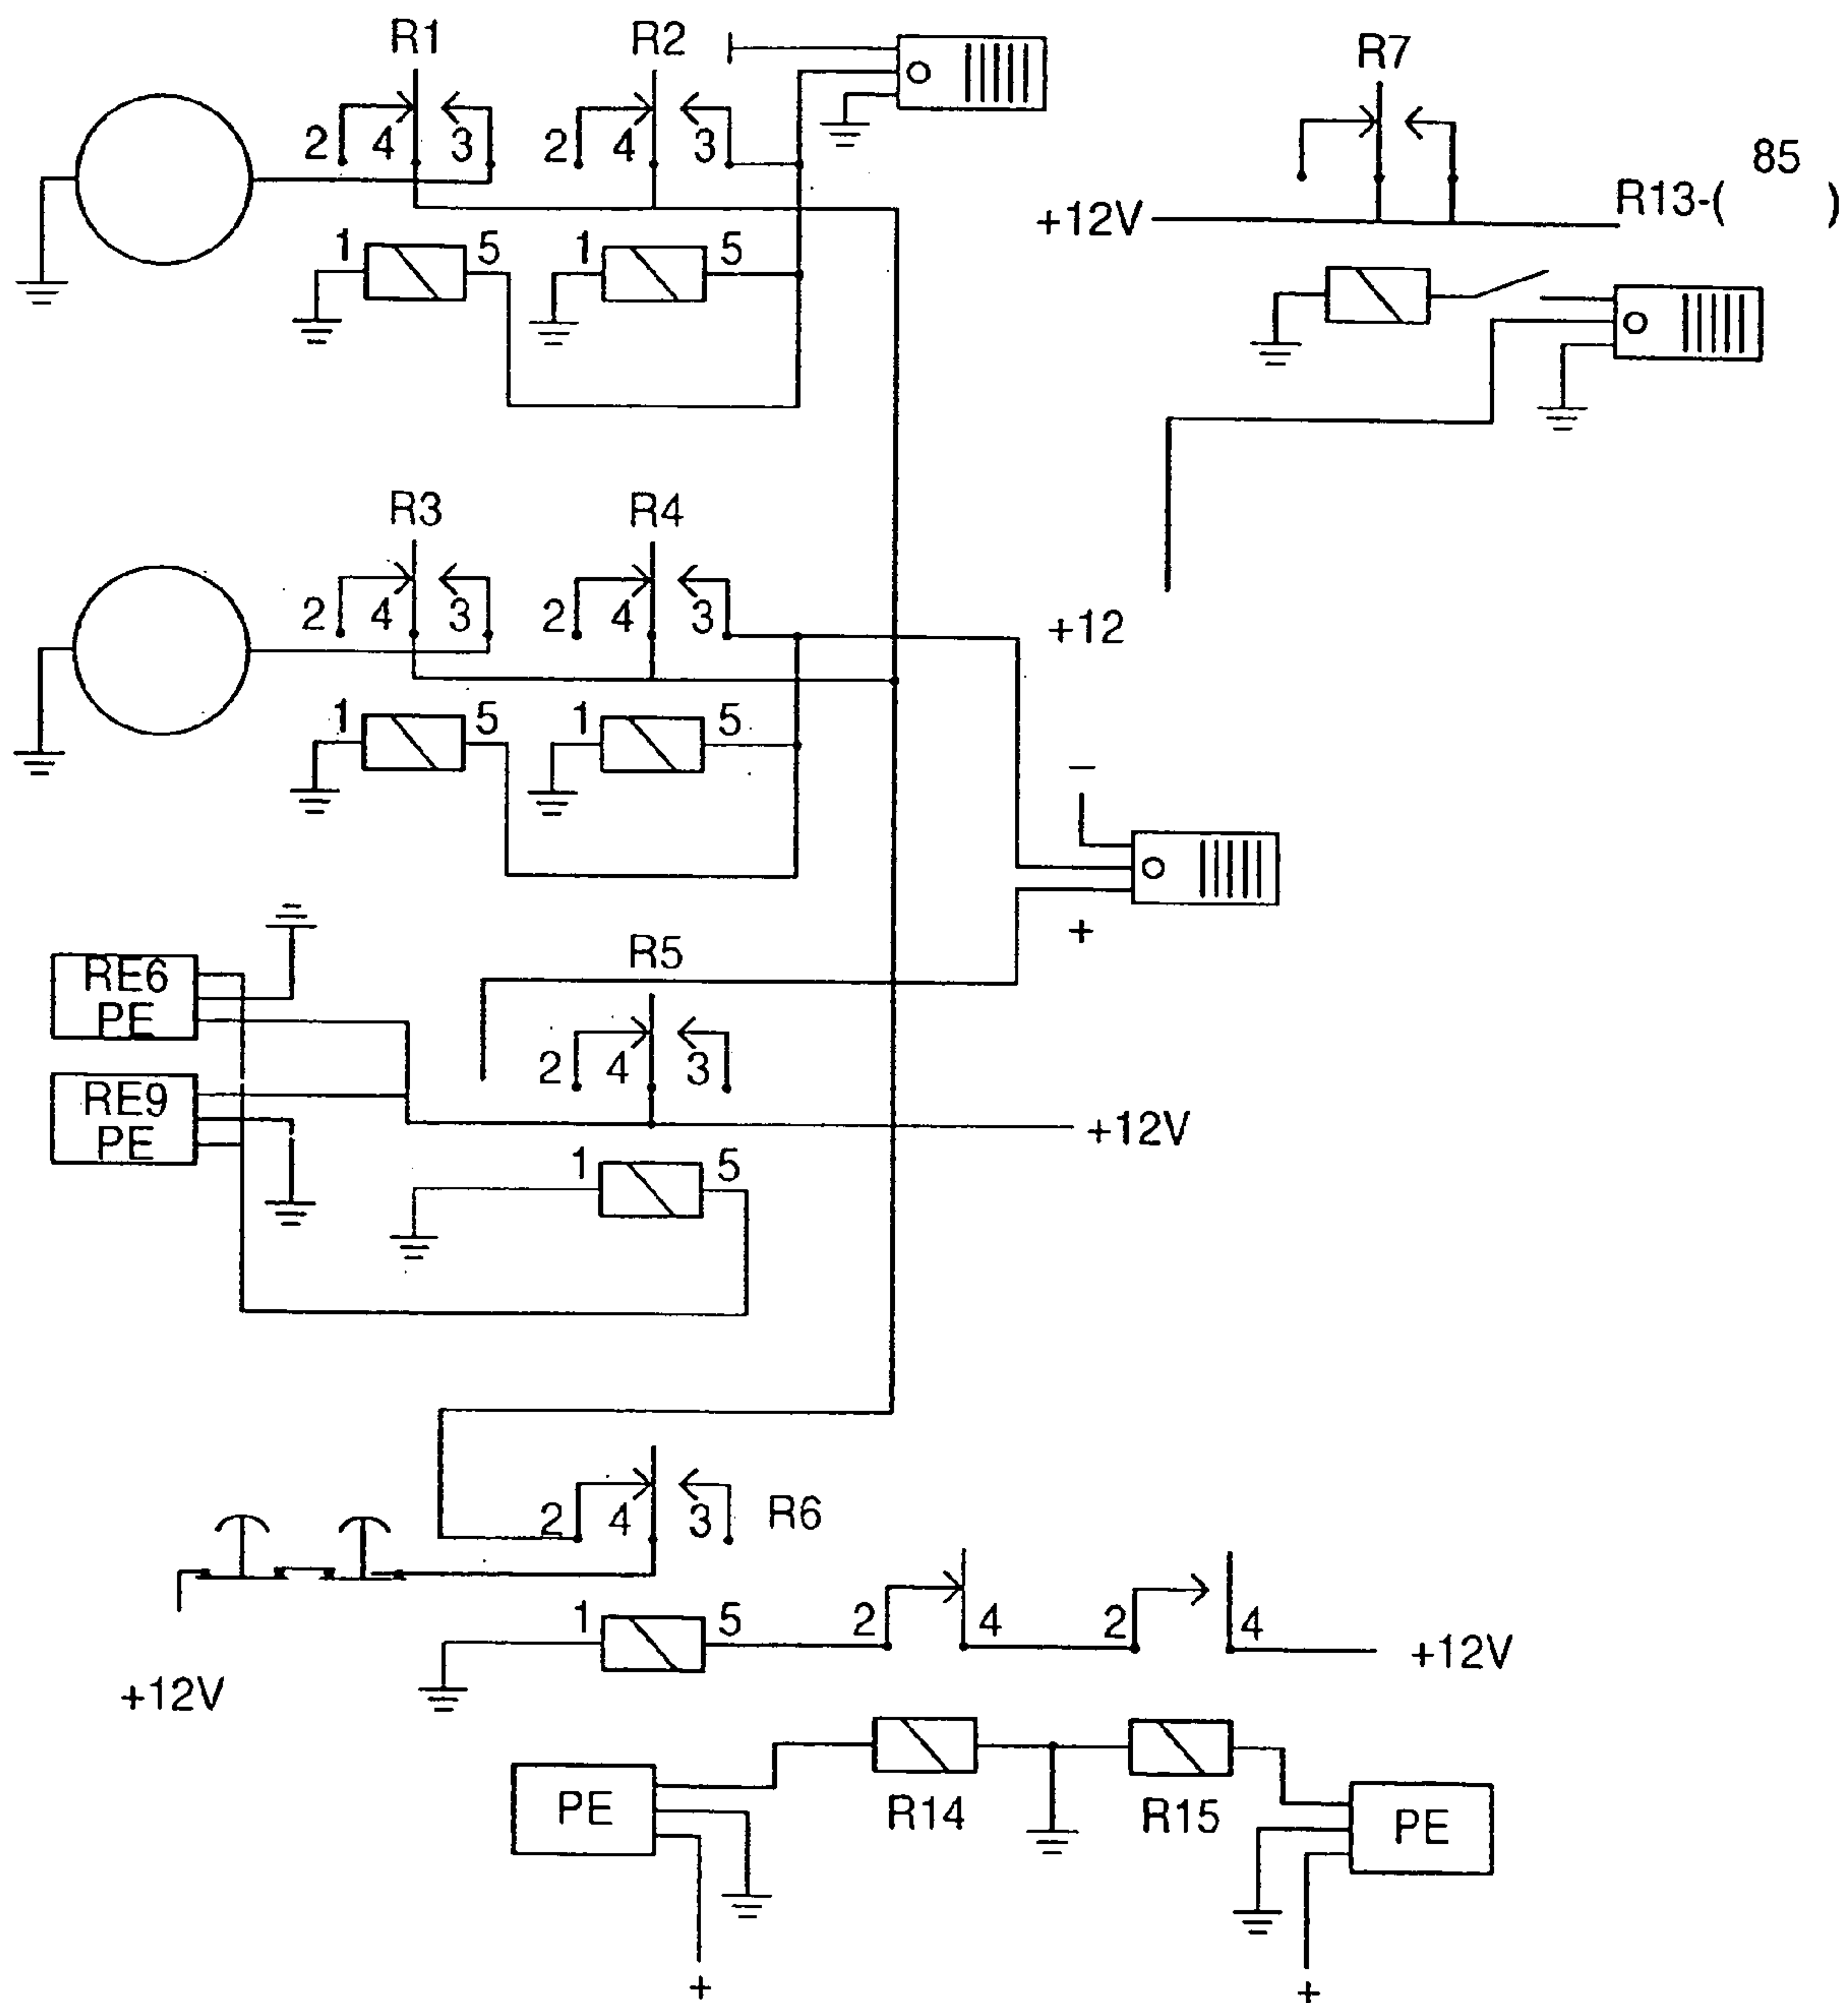 R1 R2
R7
2 4 3 2 4 3
85
+12V R13-( )
1 5 1 5
R3 R4
2 4 3 2 4 3
+12
1 5 1 5
–
+
RE6
PE
R5
2 4 3
RE9
PE
+12V
1 5
2 4 3 R6
1 5 2 4 2 4 +12V
+12V
PE R14 R15 PE
+ +